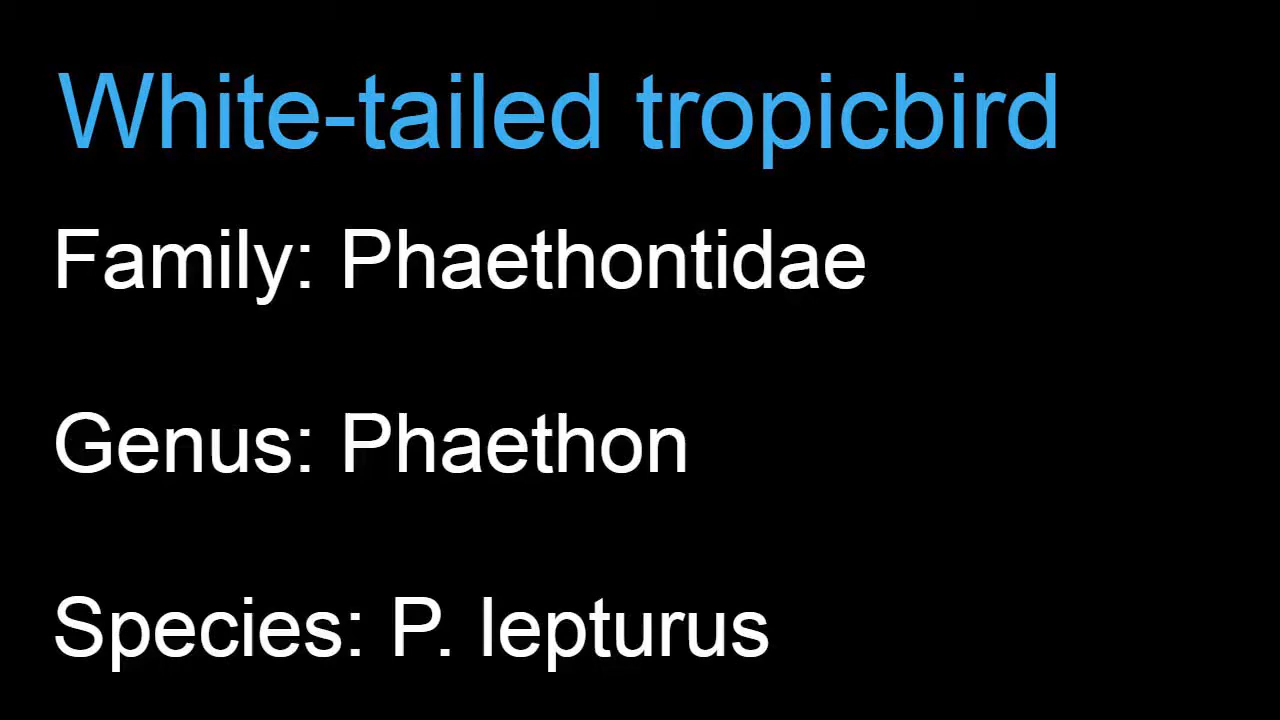 White-tailed tropicbird
Family: Phaethontidae
Genus: Phaethon
Species: P. lepturus